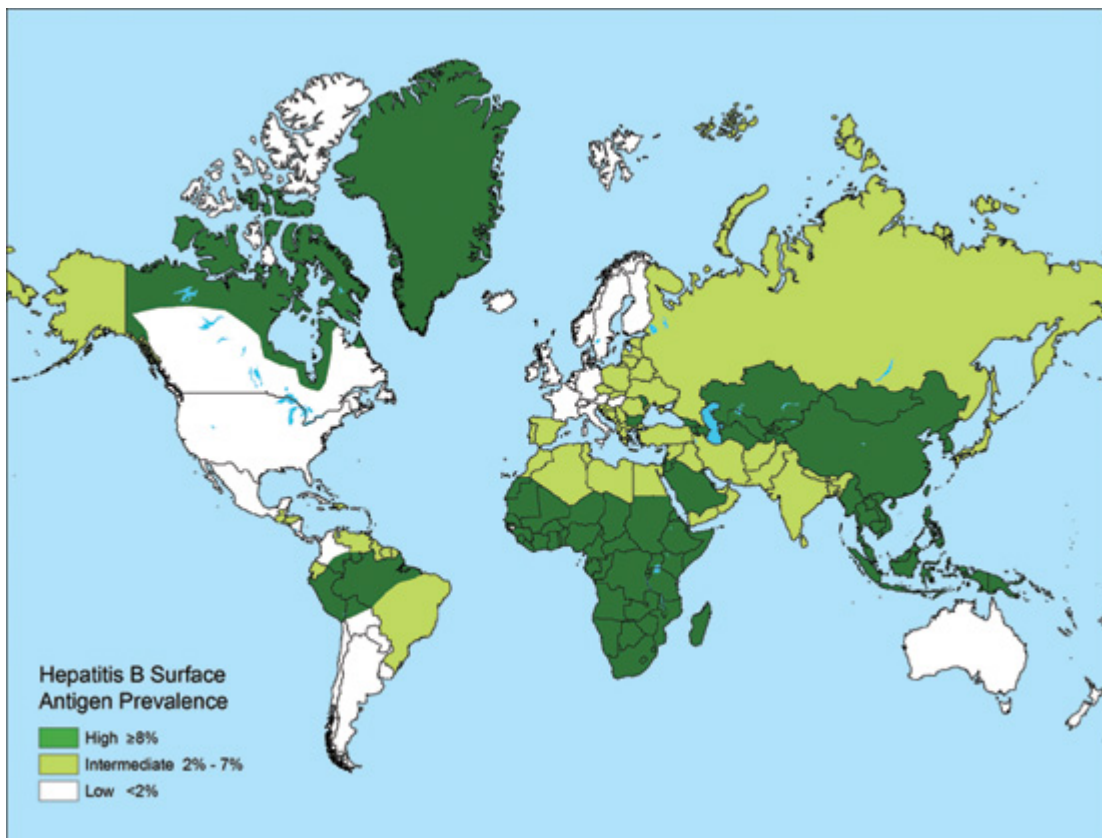 Hepatitis B Surface
Antigen Prevalence
High ≥8%
Intermediate 2% - 7%
Low <2%